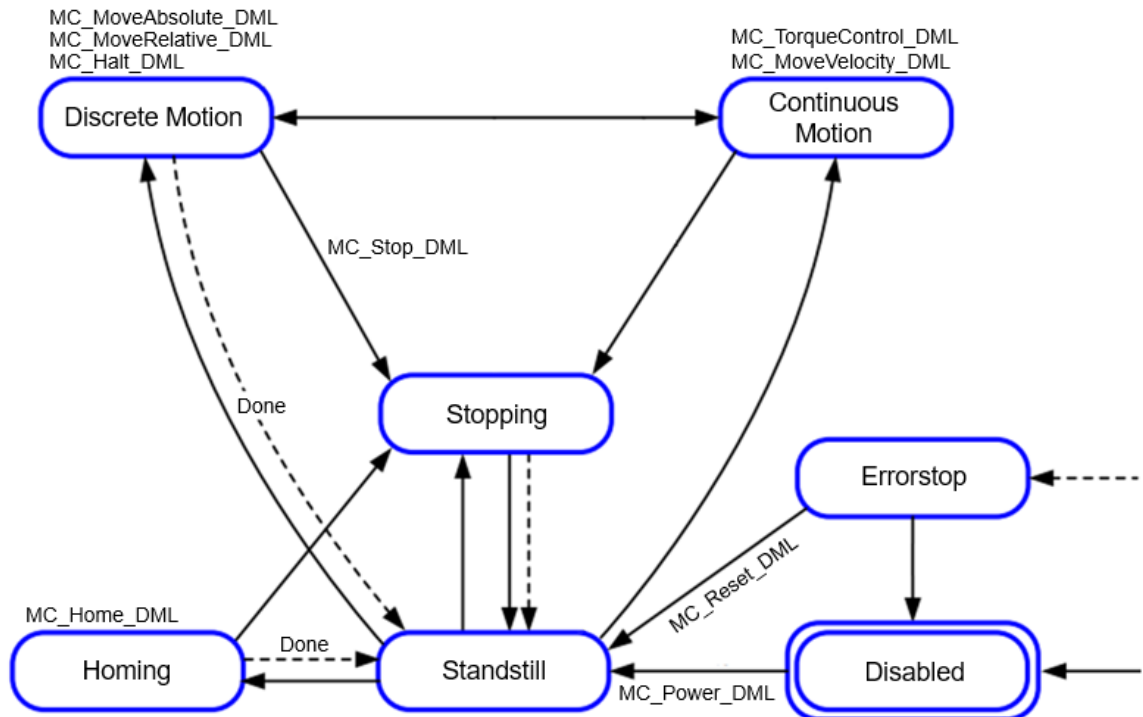 MC_MoveAbsolute_DML
MC_MoveRelative_DML
MC_Halt_DML
MC_TorqueControl_DML
MC_MoveVelocity_DML
Discrete Motion
Continuous
Motion
MC_Stop_DML
Done
Stopping
Errorstop
MC_Reset_DML
MC_Home_DML
Homing
Done
Standstill
MC_Power_DML
Disabled